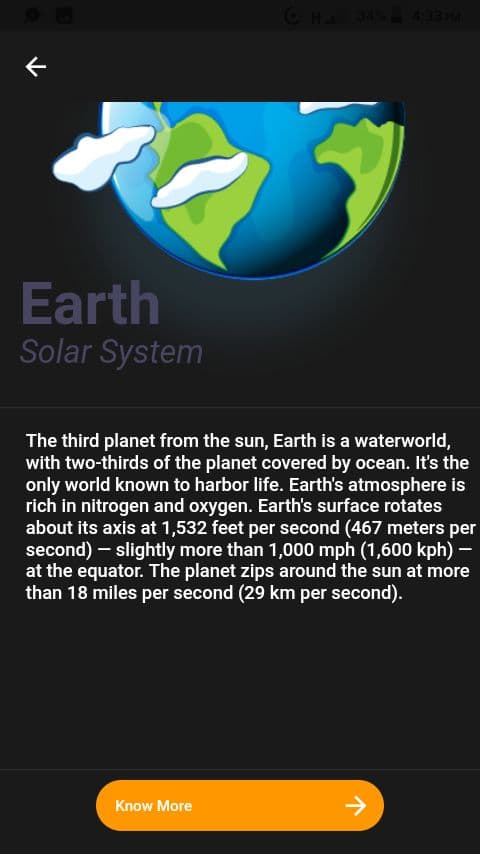 H 34% 4:33 PM
Earth
Solar System
The third planet from the sun, Earth is a waterworld,
with two-thirds of the planet covered by ocean. It's the
only world known to harbor life. Earth's atmosphere is
rich in nitrogen and oxygen. Earth's surface rotates
about its axis at 1,532 feet per second (467 meters per
second) — slightly more than 1,000 mph (1,600 kph) —
at the equator. The planet zips around the sun at more
than 18 miles per second (29 km per second).
Know More